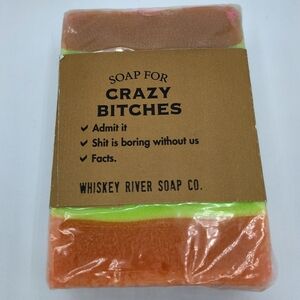 SOAP FOR
CRAZY
BITCHES
✓ Admit it
✓ Shit is boring without us
✓ Facts.
WHISKEY RIVER SOAP CO.